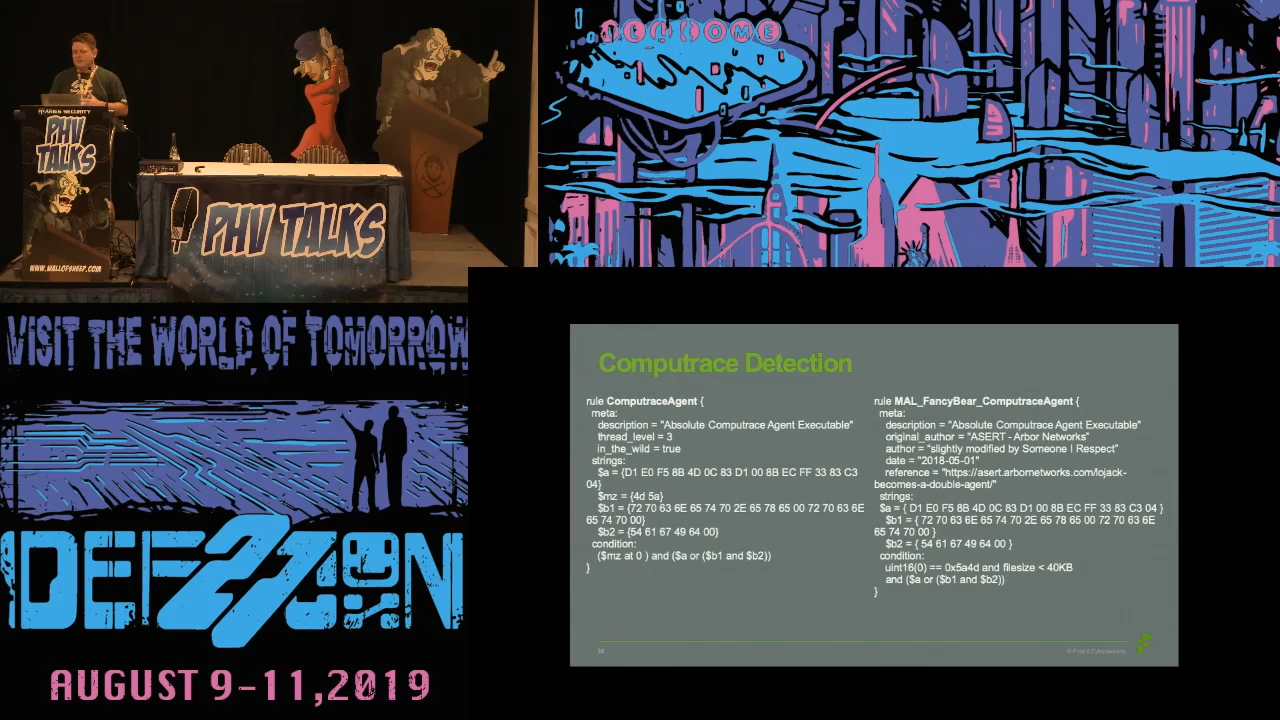 WELCOME
ARIES SECURITY
PHV
TALKS
WWW.WALLOFSHEEP.COM
PHV TALKS
VISIT THE WORLD OF TOMORROW
DEFCON
27
AUGUST 9-11,2019
Computrace Detection
rule ComputraceAgent {
meta:
description = "Absolute Computrace Agent Executable"
thread_level = 3
in_the_wild = true
strings:
$a = {D1 E0 F5 8B 4D 0C 83 D1 00 8B EC FF 33 83 C3
04}
$mz = {4d 5a}
$b1 = {72 70 63 6E 65 74 70 2E 65 78 65 00 72 70 63 6E
65 74 70 00}
$b2 = {54 61 67 49 64 00}
condition:
($mz at 0 ) and ($a or ($b1 and $b2))
}
rule MAL_FancyBear_ComputraceAgent {
meta:
description = "Absolute Computrace Agent Executable"
original_author = "ASERT - Arbor Networks"
author = "slightly modified by Someone I Respect"
date = "2018-05-01"
reference = "https://asert.arbornetworks.com/lojack-
becomes-a-double-agent/"
strings:
$a = { D1 E0 F5 8B 4D 0C 83 D1 00 8B EC FF 33 83 C3 04 }
$b1 = { 72 70 63 6E 65 74 70 2E 65 78 65 00 72 70 63 6E
65 74 70 00 }
$b2 = { 54 61 67 49 64 00 }
condition:
uint16(0) == 0x5a4d and filesize < 40KB
and ($a or ($b1 and $b2))
}